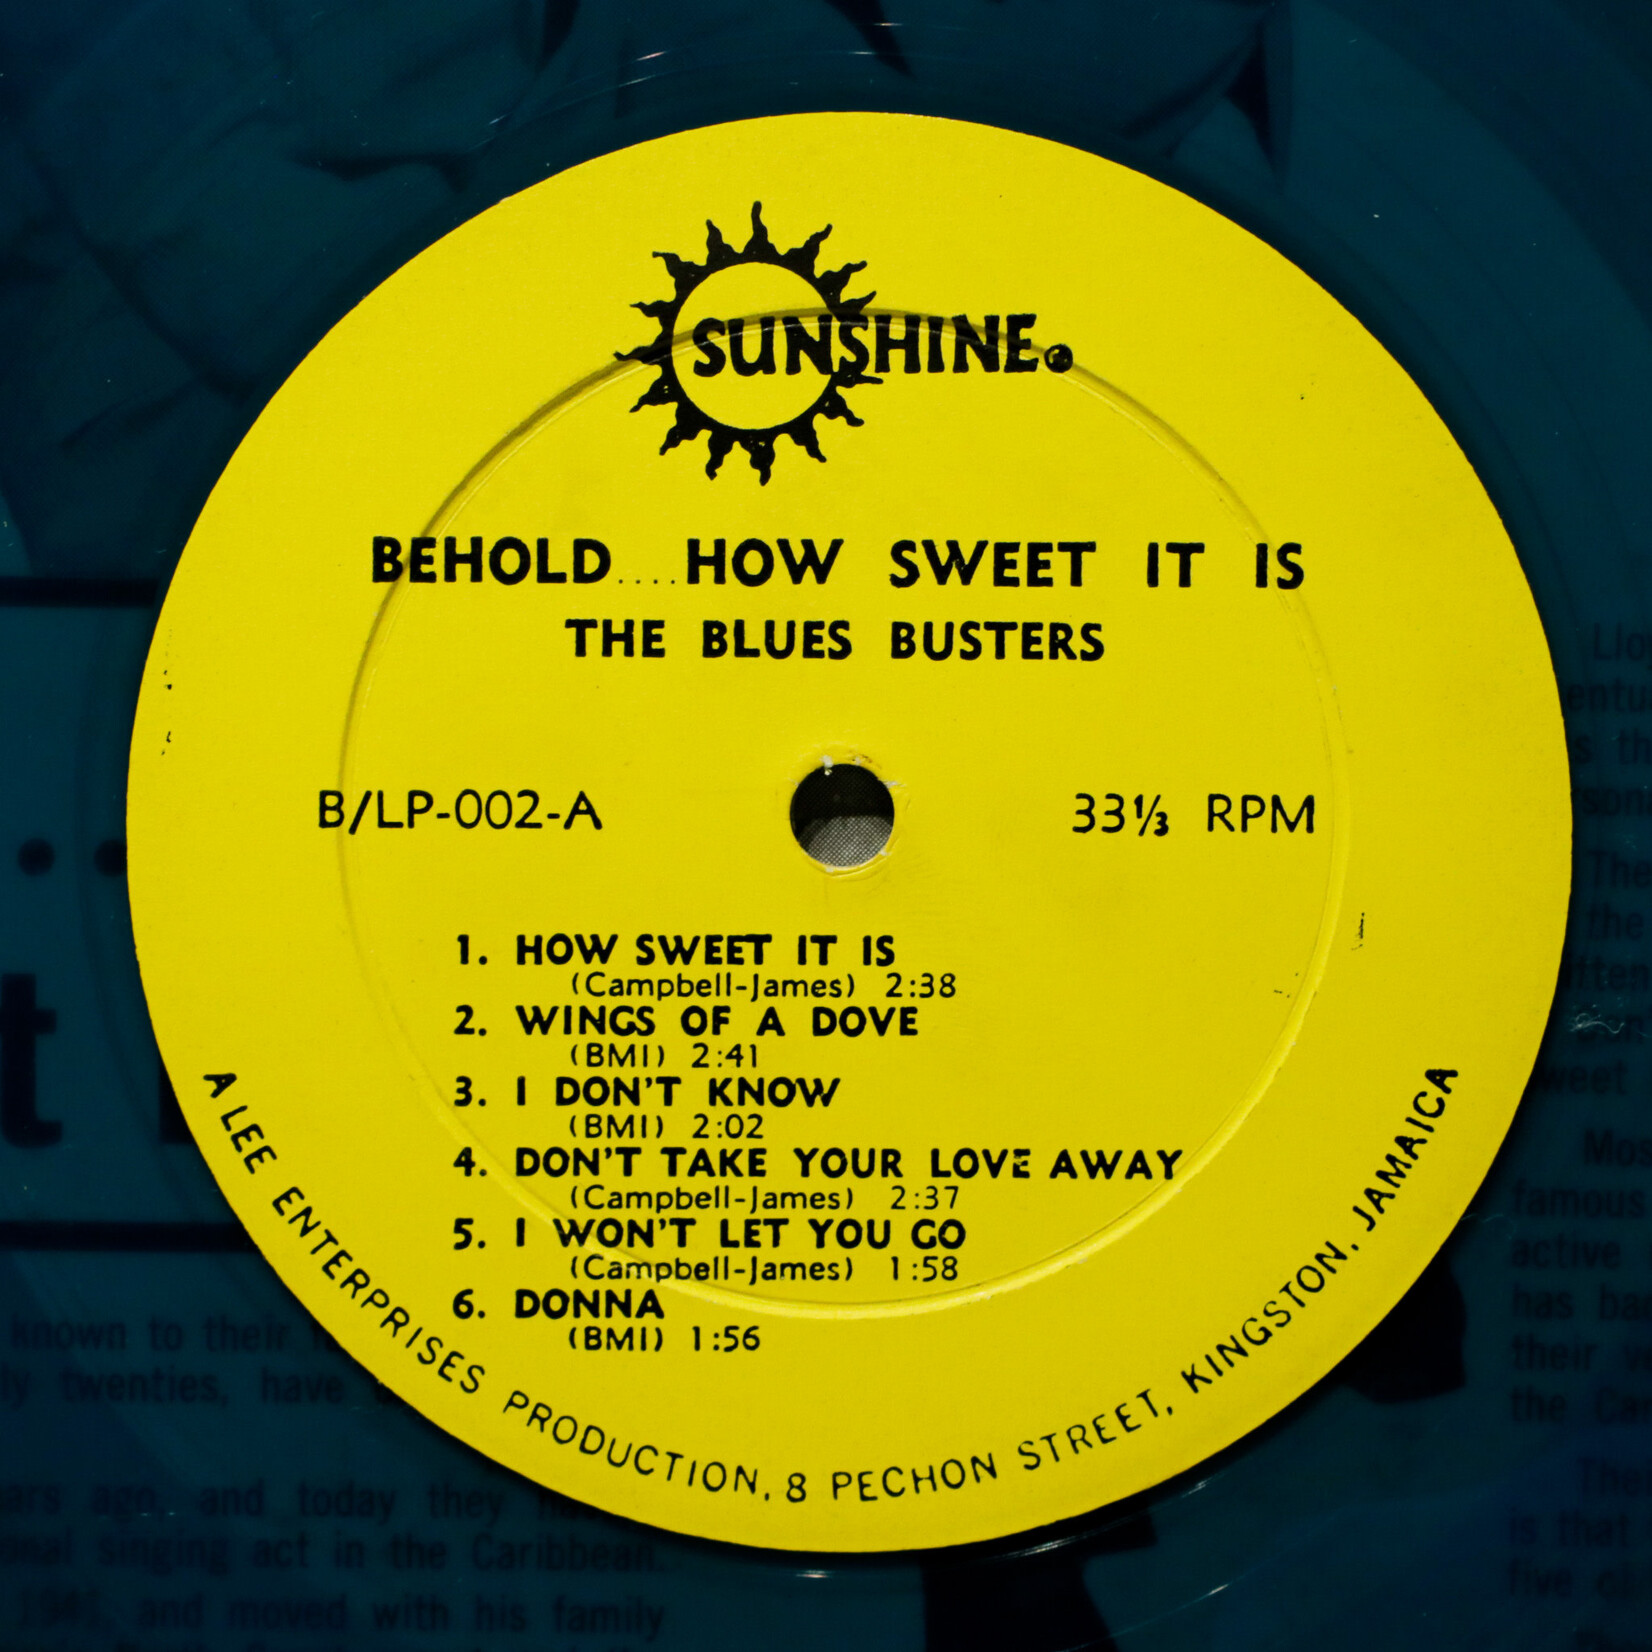 SUNSHINE
BEHOLD....HOW SWEET IT IS
THE BLUES BUSTERS
B/LP-002-A
33⅓ RPM
1. HOW SWEET IT IS
(Campbell-James) 2:38
2. WINGS OF A DOVE
(BMI) 2:41
3. I DON'T KNOW
(BMI) 2:02
4. DON'T TAKE YOUR LOVE AWAY
(Campbell-James) 2:37
5. I WON'T LET YOU GO
(Campbell-James) 1:58
6. DONNA
(BMI) 1:56
A LEE ENTERPRISES PRODUCTION, 8 PECHON STREET, KINGSTON, JAMAICA
known to their
twenties, have
ago, and today they
singing act in the Caribbean.
1941, and moved with his family
The
the
weet
famous
active
has
their
the
is that
five